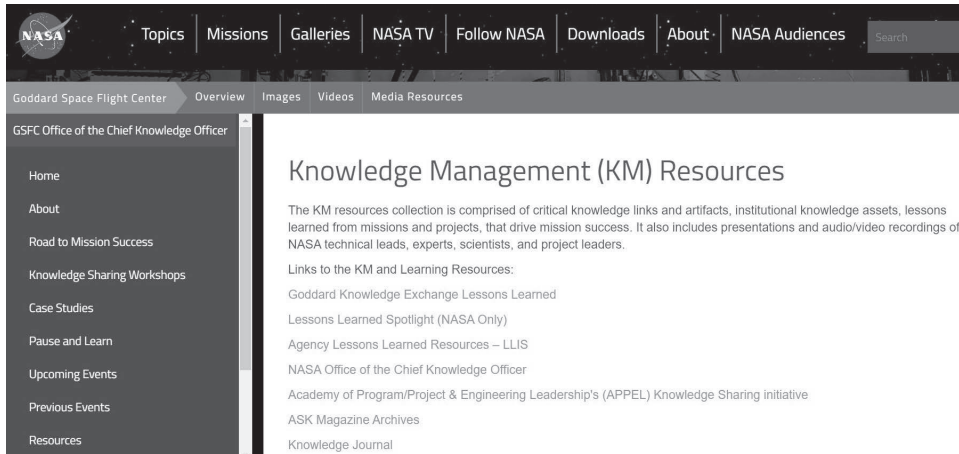 NASA
Topics Missions Galleries NASA TV Follow NASA Downloads About NASA Audiences Search
Goddard Space Flight Center Overview Images Videos Media Resources
GSFC Office of the Chief Knowledge Officer
Home
About
Road to Mission Success
Knowledge Sharing Workshops
Case Studies
Pause and Learn
Upcoming Events
Previous Events
Resources
Knowledge Management (KM) Resources
The KM resources collection is comprised of critical knowledge links and artifacts, institutional knowledge assets, lessons
learned from missions and projects, that drive mission success. It also includes presentations and audio/video recordings of
NASA technical leads, experts, scientists, and project leaders.
Links to the KM and Learning Resources:
Goddard Knowledge Exchange Lessons Learned
Lessons Learned Spotlight (NASA Only)
Agency Lessons Learned Resources – LLIS
NASA Office of the Chief Knowledge Officer
Academy of Program/Project & Engineering Leadership's (APPEL) Knowledge Sharing initiative
ASK Magazine Archives
Knowledge Journal